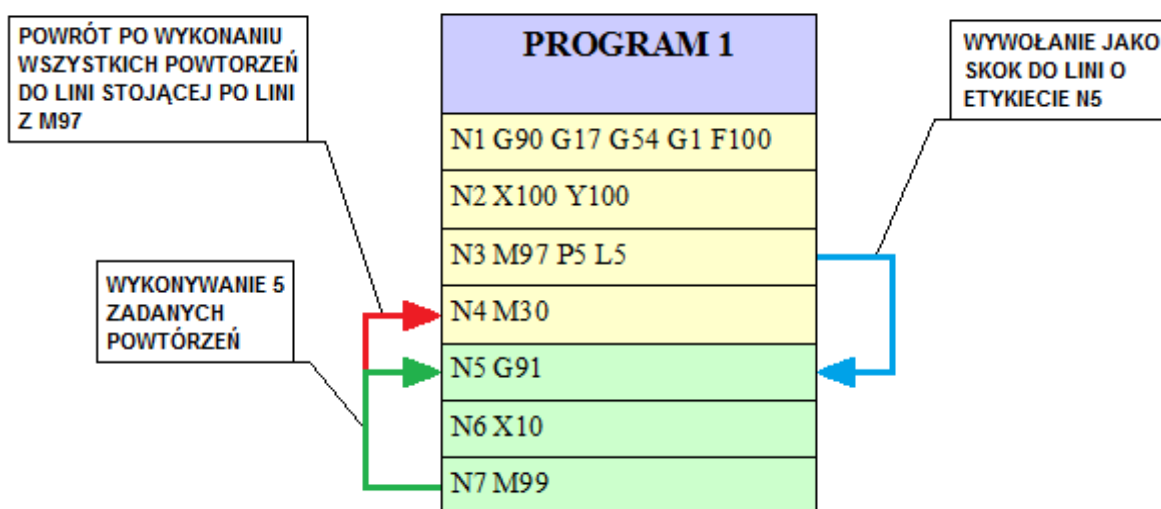 POWRÓT PO WYKONANIU
WSZYSTKICH POWTORZEŃ
DO LINI STOJĄCEJ PO LINI
Z M97
PROGRAM 1
WYWOŁANIE JAKO
SKOK DO LINI O
ETYKIECIE N5
N1 G90 G17 G54 G1 F100
N2 X100 Y100
N3 M97 P5 L5
WYKONYWANIE 5
ZADANYCH
POWTÓRZEŃ
N4 M30
N5 G91
N6 X10
N7 M99